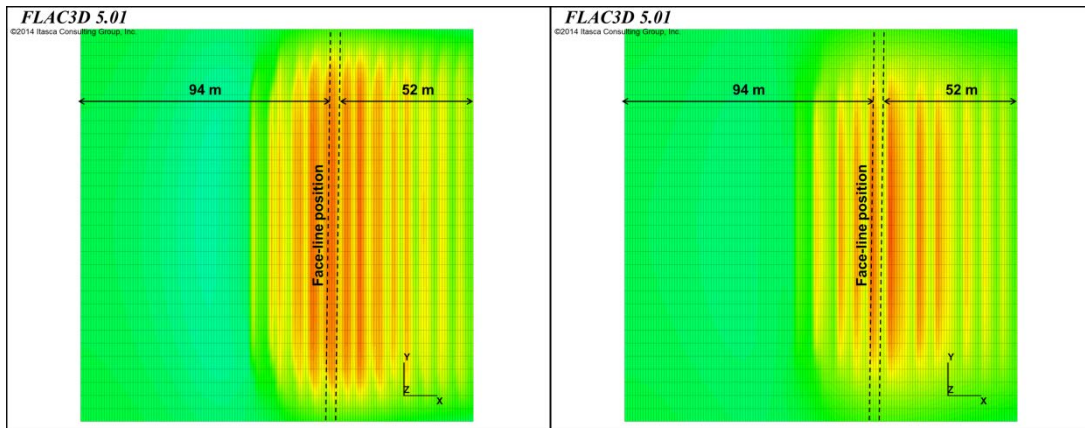 FLAC3D 5.01
©2014 Itasca Consulting Group, Inc.
94 m
52 m
Face-line position
Y
Z
X
FLAC3D 5.01
©2014 Itasca Consulting Group, Inc.
94 m
52 m
Face-line position
Y
Z
X